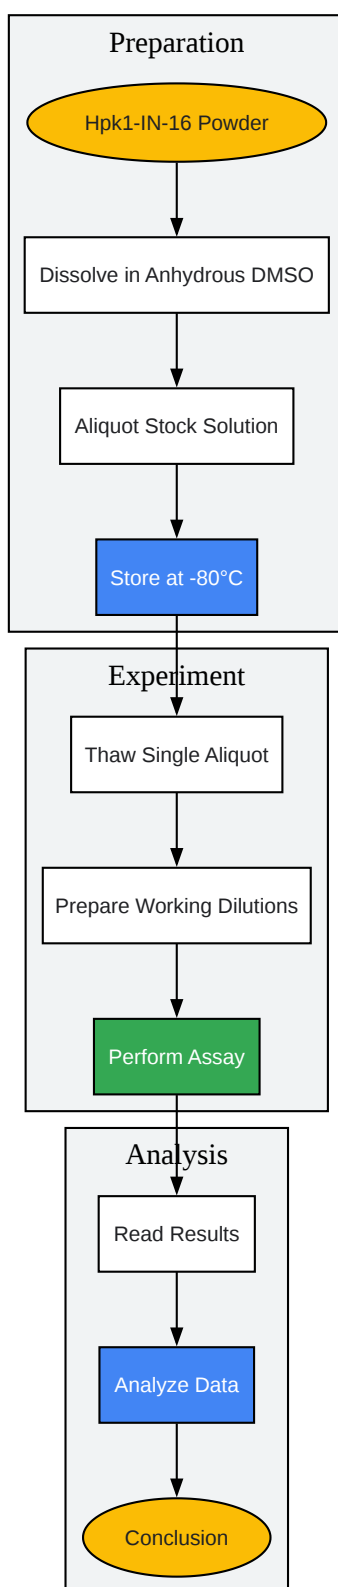 Preparation
Hpk1-IN-16 Powder
Dissolve in Anhydrous DMSO
Aliquot Stock Solution
Store at -80°C
Experiment
Thaw Single Aliquot
Prepare Working Dilutions
Perform Assay
Analysis
Read Results
Analyze Data
Conclusion